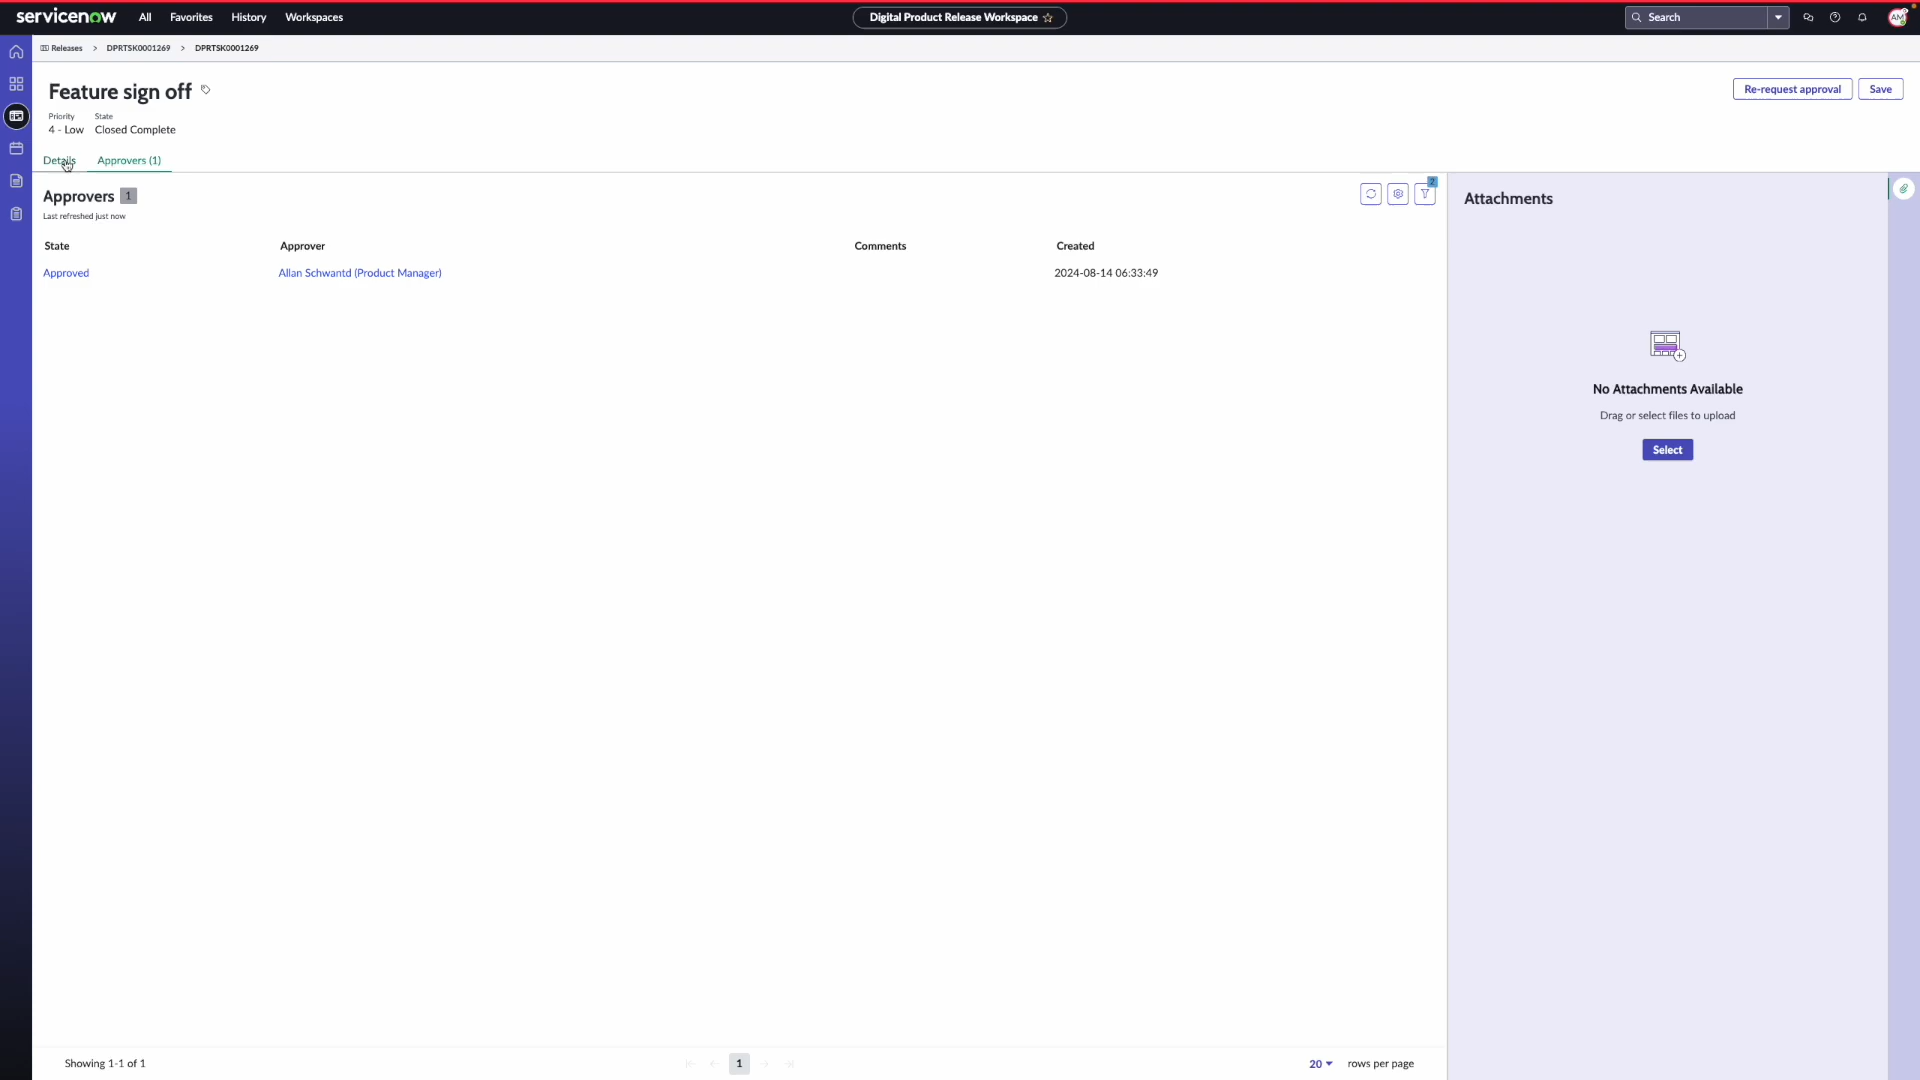 servicenow All Favorites History Workspaces Digital Product Release Workspace Search AM
Releases > DPRTSK0001269 > DPRTSK0001269
Feature sign off
Re-request approval Save
Priority State
4 - Low Closed Complete
Details Approvers (1)
Approvers 1
2
Last refreshed just now
State Approver Comments Created
Approved Allan Schwantd (Product Manager) 2024-08-14 06:33:49
Attachments
No Attachments Available
Drag or select files to upload
Select
Showing 1-1 of 1 1 20 rows per page